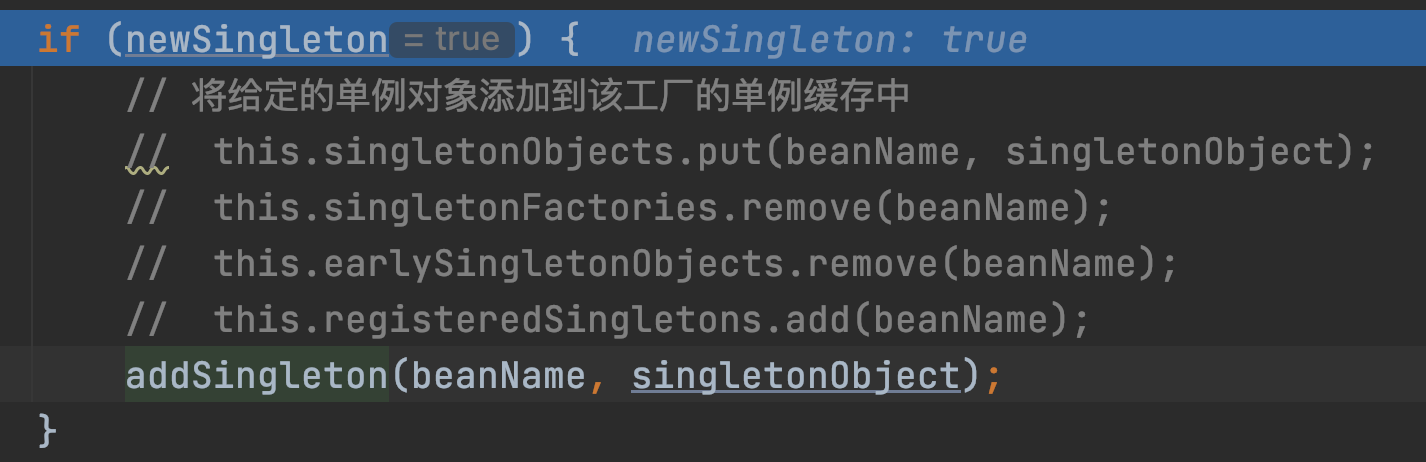 if (newSingleton = true) {   newSingleton: true
    // 将给定的单例对象添加到该工厂的单例缓存中
    //  this.singletonObjects.put(beanName, singletonObject);
    //  this.singletonFactories.remove(beanName);
    //  this.earlySingletonObjects.remove(beanName);
    //  this.registeredSingletons.add(beanName);
    addSingleton(beanName, singletonObject);
}